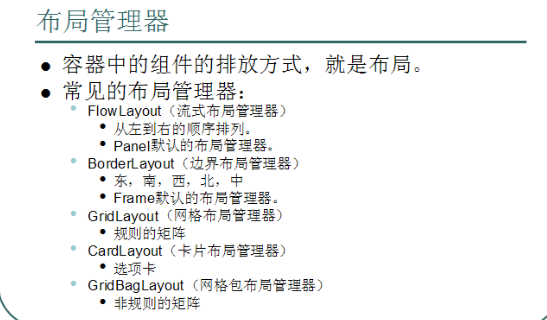 布局管理器
容器中的组件的排放方式，就是布局。
常见的布局管理器：
FlowLayout（流式布局管理器）
从左到右的顺序排列。
Panel默认的布局管理器。
BorderLayout（边界布局管理器）
东，南，西，北，中
Frame默认的布局管理器。
GridLayout（网格布局管理器）
规则的矩阵
CardLayout（卡片布局管理器）
选项卡
GridBagLayout（网格包布局管理器）
非规则的矩阵